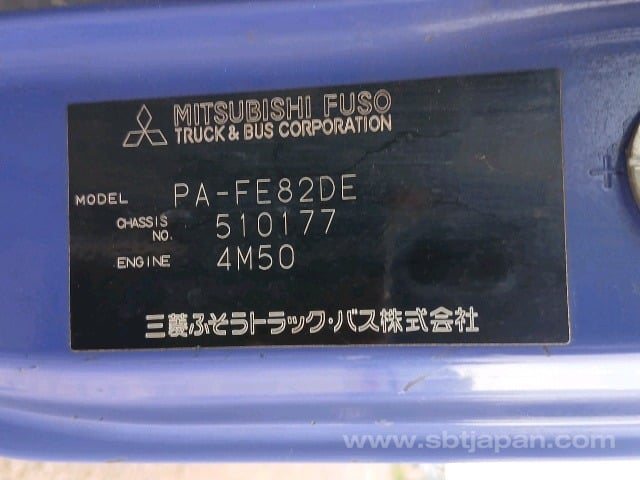 MITSUBISHI FUSO
TRUCK & BUS CORPORATION
MODEL PA-FE82DE
CHASSIS NO. 510177
ENGINE 4M50
三菱ふそうトラック・バス株式会社
www.sbtjapan.com